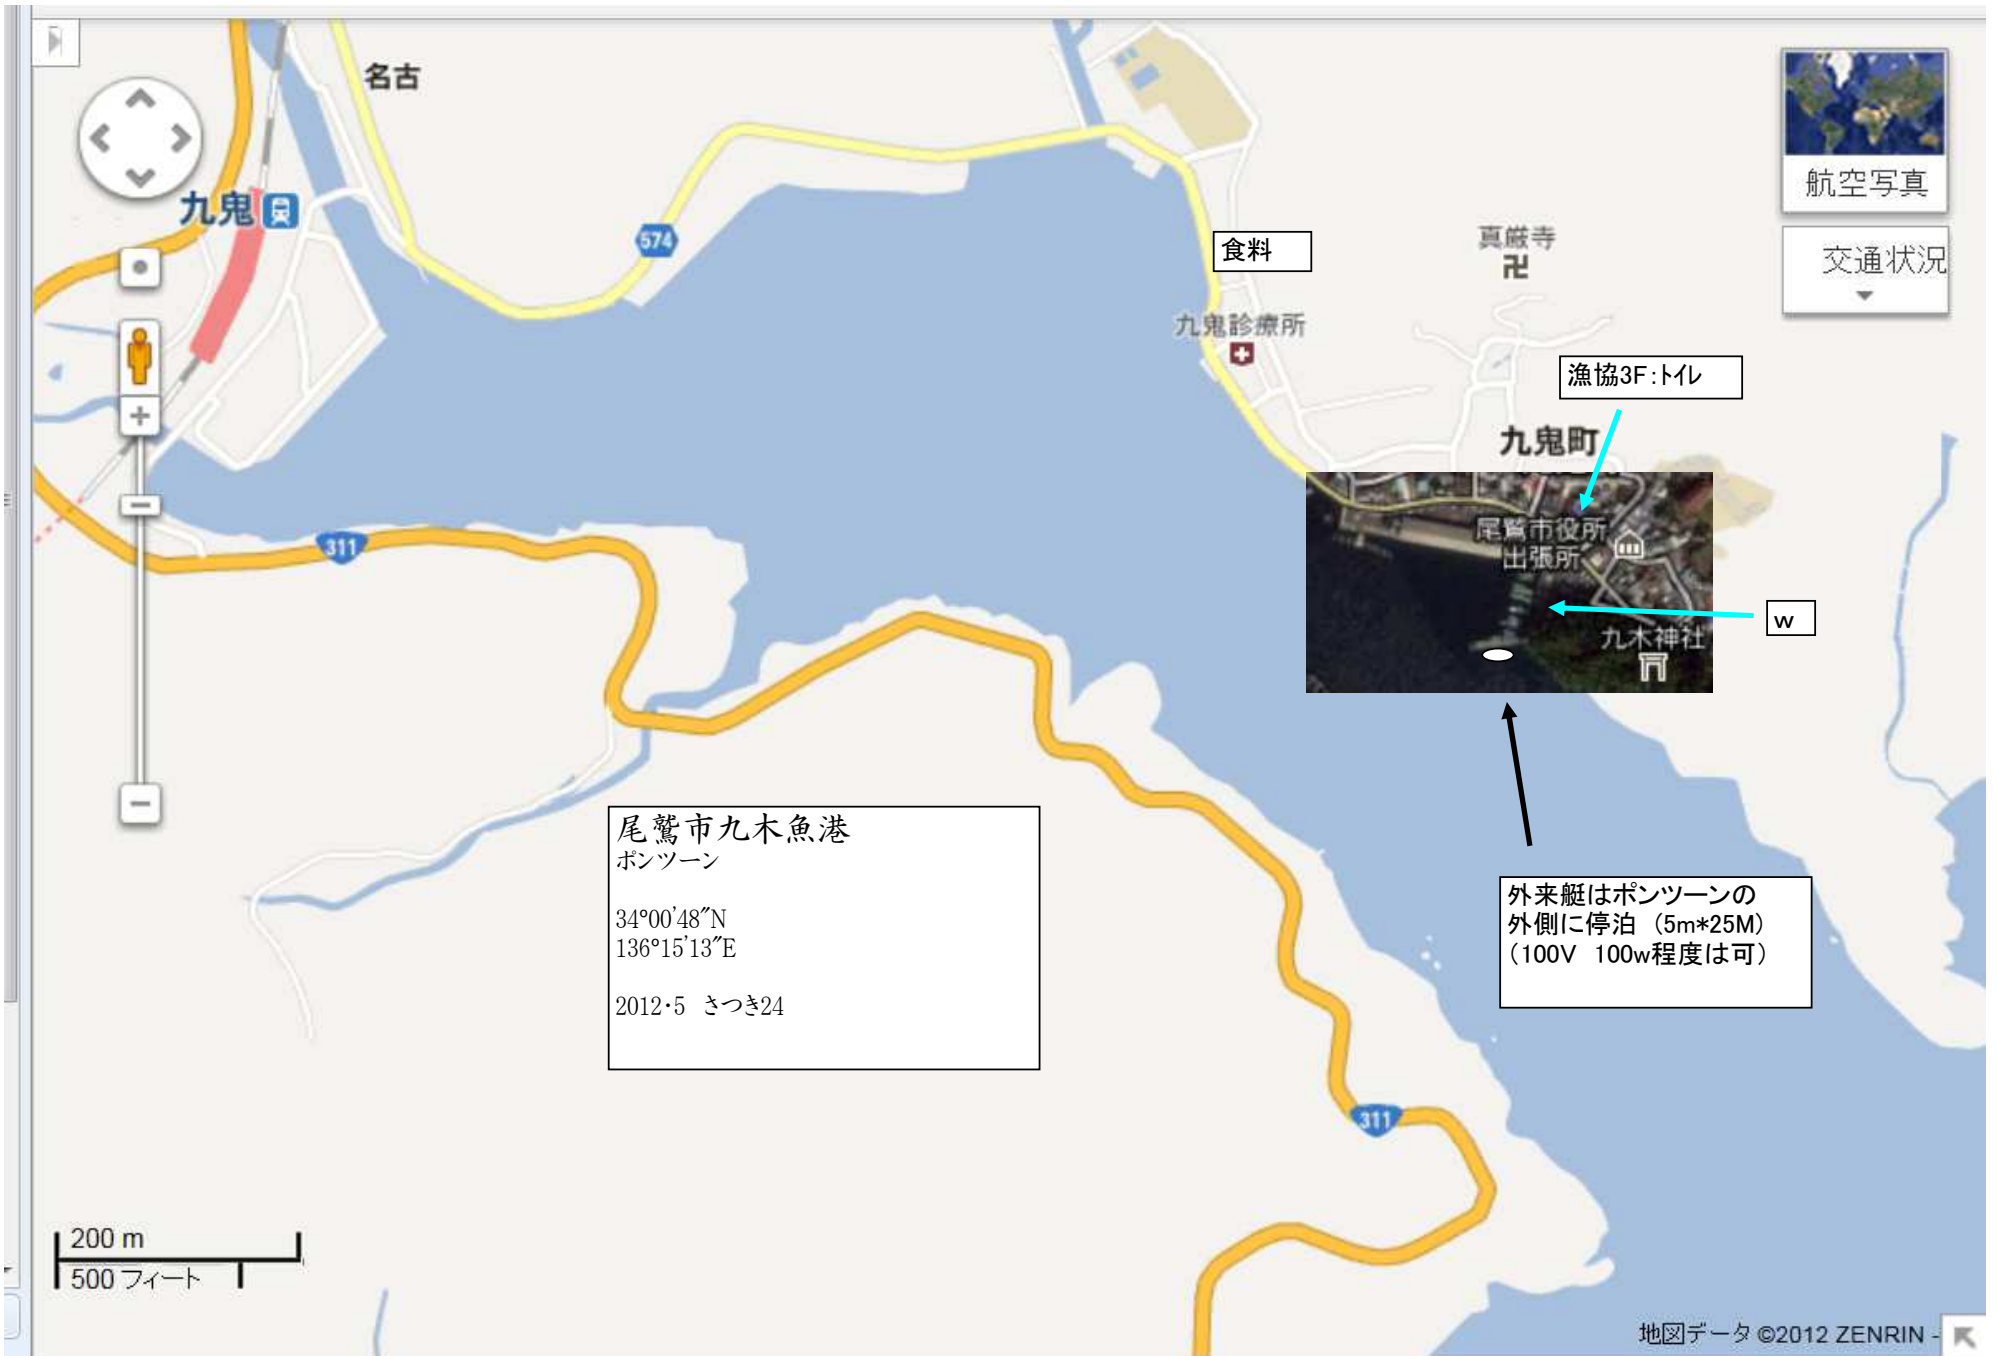 名古
九鬼
574
航空写真
交通状況
食料
真厳寺
九鬼診療所
漁協3F:トイレ
九鬼町
尾鷲市役所
出張所
311
w
九木神社
尾鷲市九木魚港
ポンツーン
34°00'48"N
136°15'13"E
2012・5 さつき24
外来艇はポンツーンの
外側に停泊 (5m*25M)
(100V 100w程度は可)
311
200 m
500 フィート
地図データ ©2012 ZENRIN -